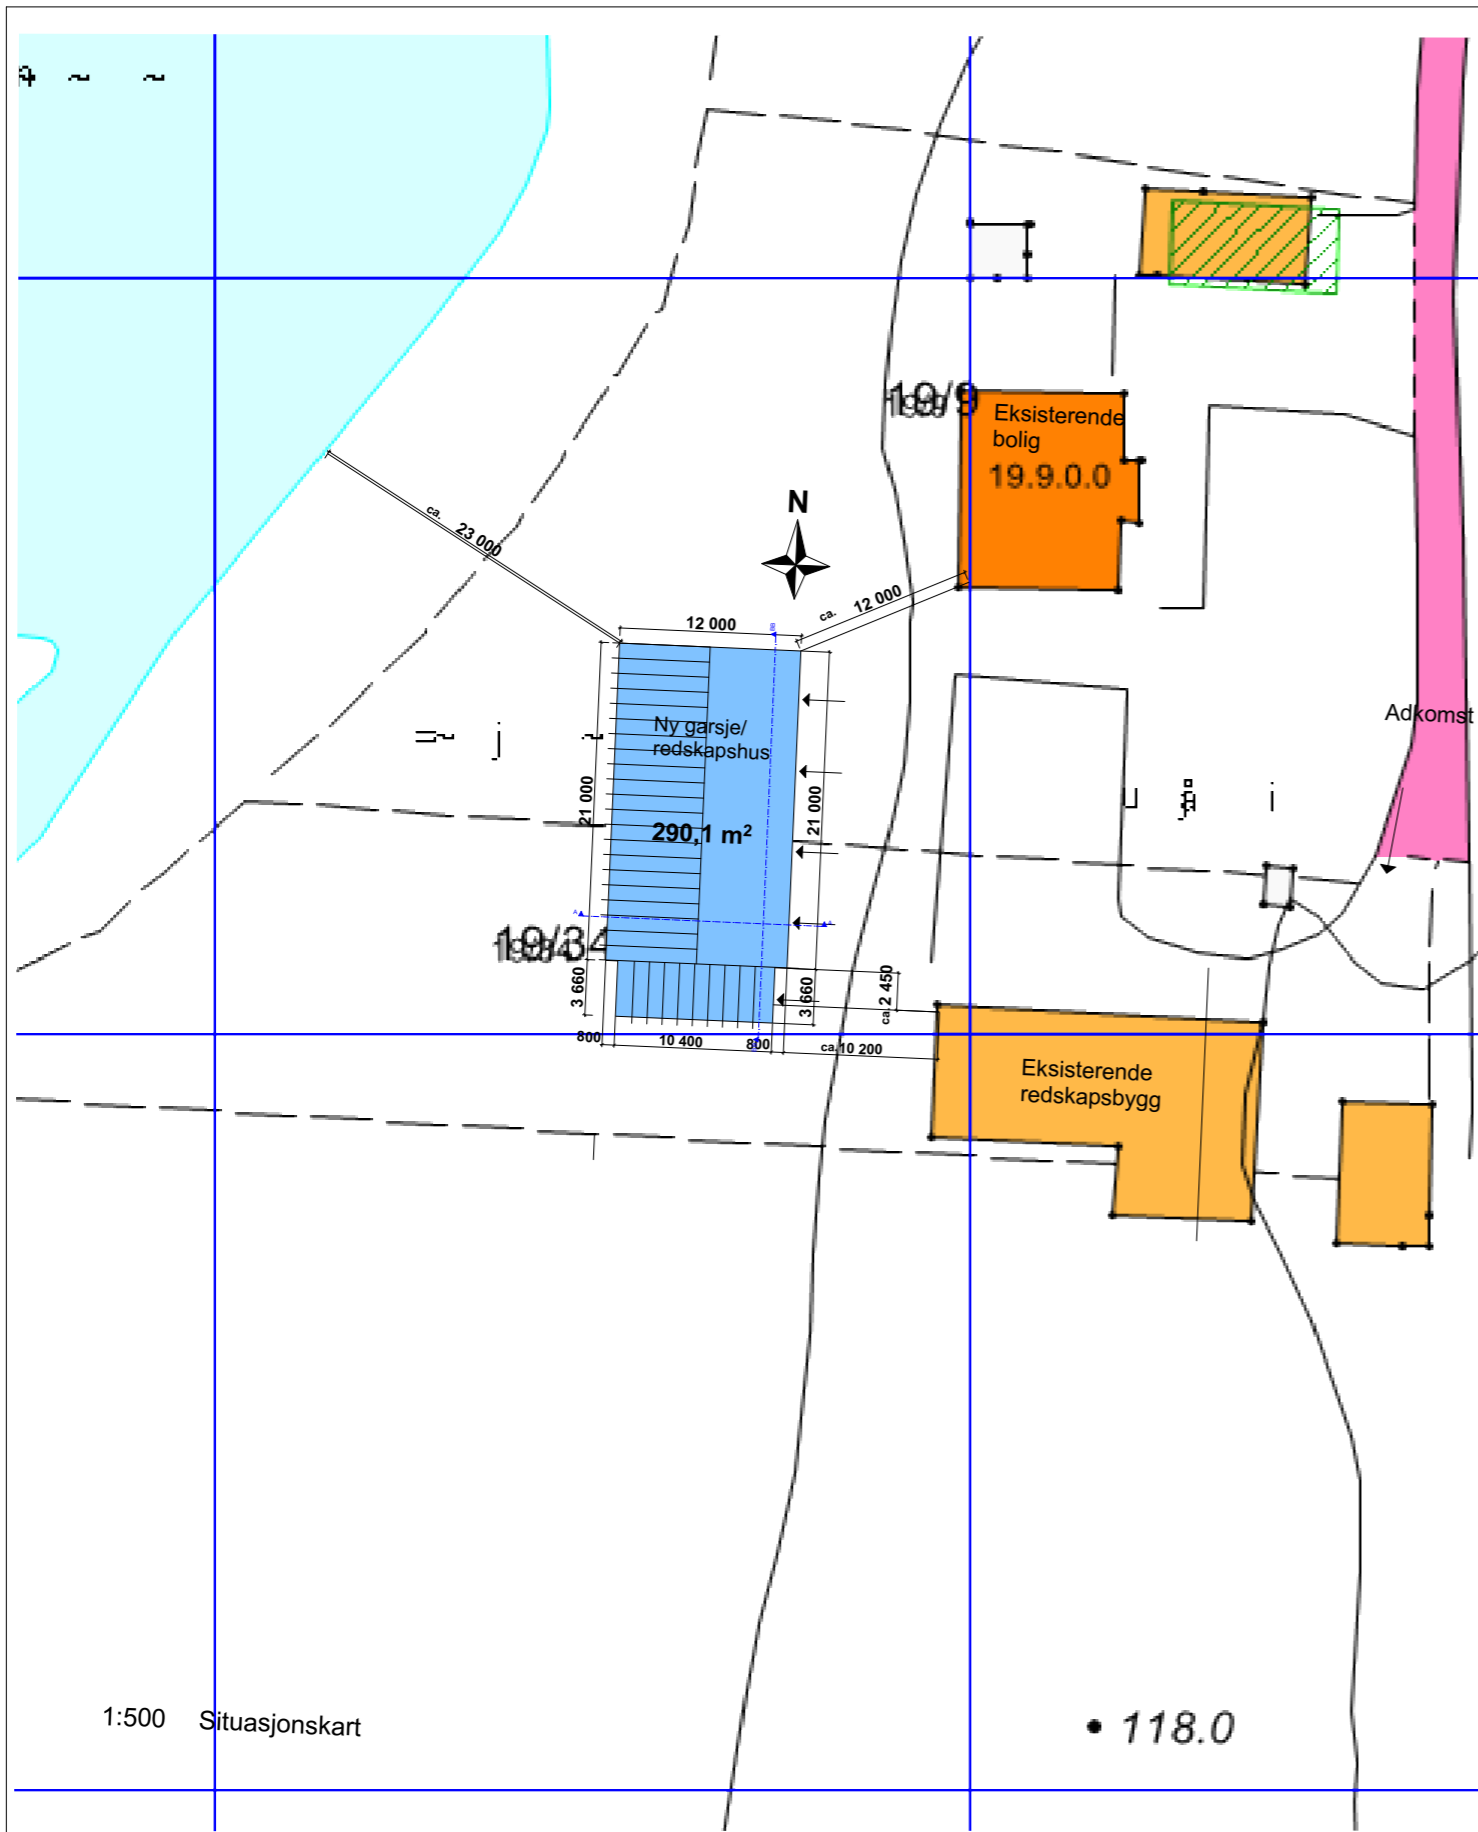 19/9
Eksisterende
bolig
19.9.0.0
N
ca. 23 000
ca. 12 000
12 000
Ny garsje/
redskapshus
21 000
21 000
290,1 m²
Adkomst
19/34
3 660
3 660
ca. 2 450
800
10 400
800
ca. 10 200
Eksisterende
redskapsbygg
1:500 Situasjonskart
118.0